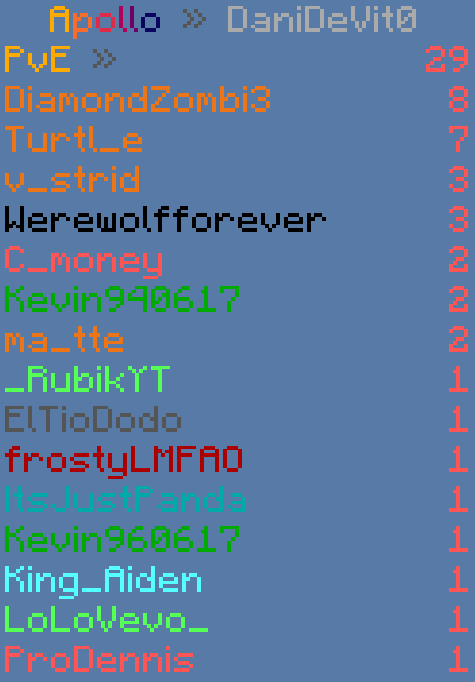 Apollo » DaniDeVit0
PvE » 29
DiamondZombi3 8
Turtl_e 7
v_strid 3
Werewolfforever 3
C_money 2
Kevin940617 2
ma_tte 2
_RubikYT 1
ElTioDodo 1
frostyLMFAO 1
ItsJustPanda 1
Kevin960617 1
King_Aiden 1
LoLoVevo_ 1
ProDennis 1